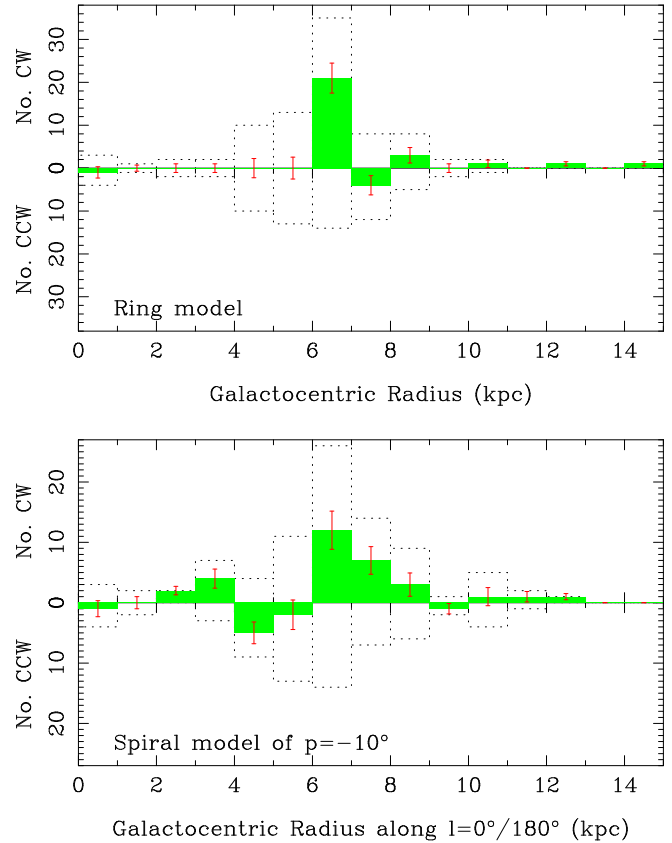 No. CW
No. CCW
30
20
10
0
10
20
30
Ring model
0 2 4 6 8 10 12 14
Galactocentric Radius (kpc)
No. CW
No. CCW
20
10
0
10
20
Spiral model of p=−10°
0 2 4 6 8 10 12 14
Galactocentric Radius along l=0°/180° (kpc)